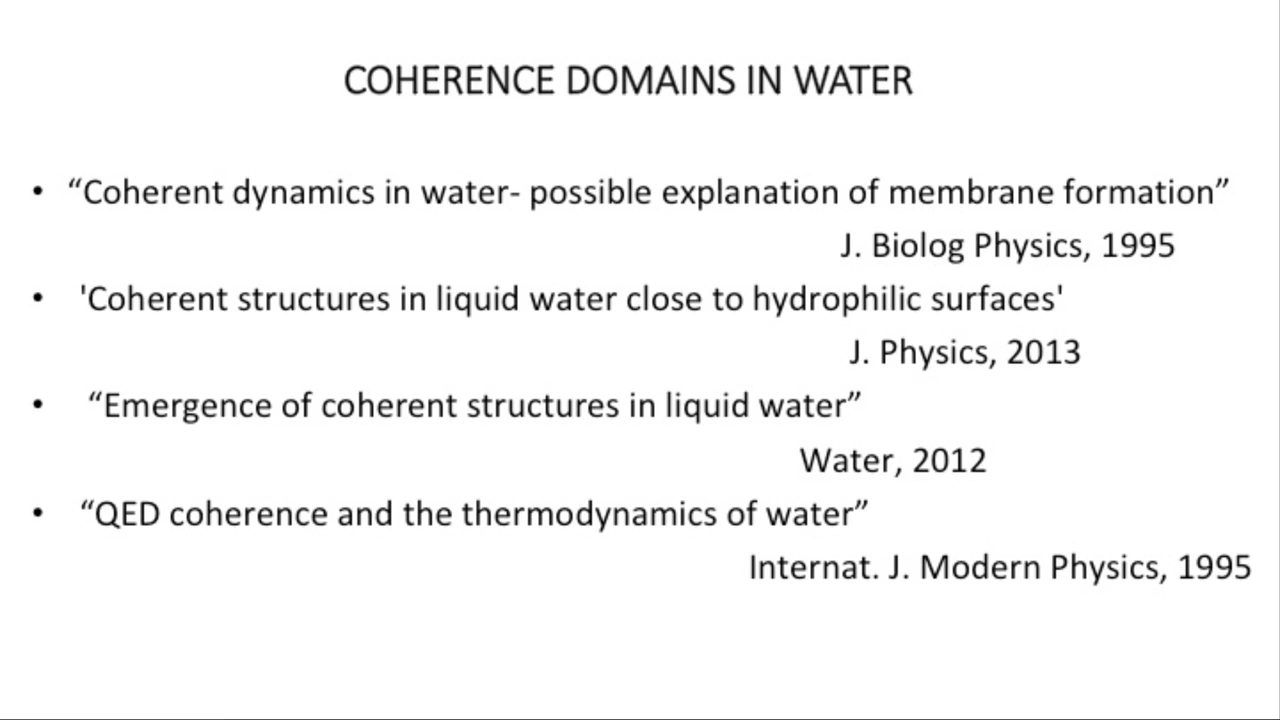 COHERENCE DOMAINS IN WATER
• “Coherent dynamics in water- possible explanation of membrane formation”
J. Biolog Physics, 1995
• 'Coherent structures in liquid water close to hydrophilic surfaces'
J. Physics, 2013
• “Emergence of coherent structures in liquid water”
Water, 2012
• “QED coherence and the thermodynamics of water”
Internat. J. Modern Physics, 1995